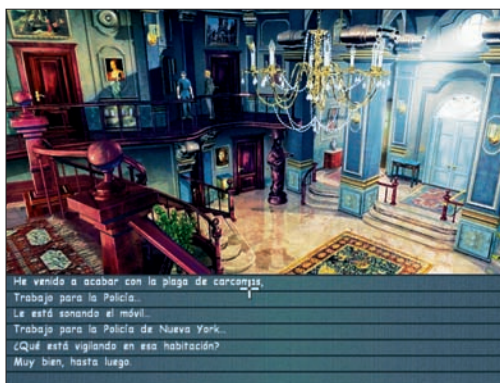 He venido a acabar con la plaga de carcomas,
Trabajo para la Policía...
Le está sonando el móvil...
Trabajo para la Policía de Nueva York...
¿Qué está vigilando en esa habitación?
Muy bien, hasta luego.